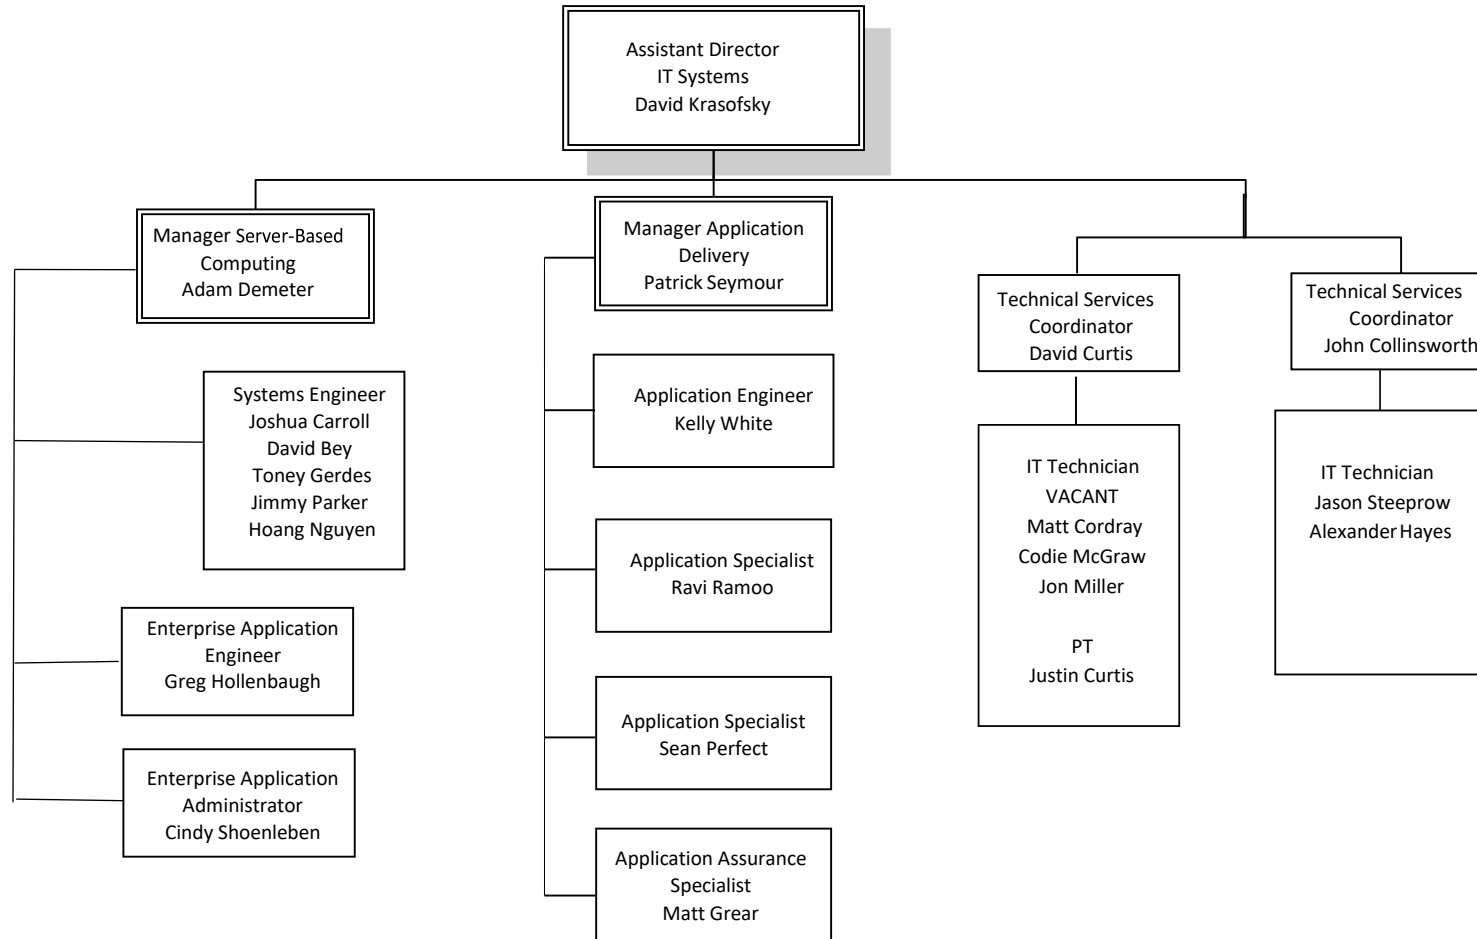 Assistant Director
IT Systems
David Krasofsky
Manager Server-Based
Computing
Adam Demeter
Systems Engineer
Joshua Carroll
David Bey
Toney Gerdes
Jimmy Parker
Hoang Nguyen
Enterprise Application
Engineer
Greg Hollenbaugh
Enterprise Application
Administrator
Cindy Shoenleben
Manager Application
Delivery
Patrick Seymour
Application Engineer
Kelly White
Application Specialist
Ravi Ramoo
Application Specialist
Sean Perfect
Application Assurance
Specialist
Matt Grear
Technical Services
Coordinator
David Curtis
IT Technician
VACANT
Matt Cordray
Codie McGraw
Jon Miller
PT
Justin Curtis
Technical Services
Coordinator
John Collinsworth
IT Technician
Jason Steeprow
Alexander Hayes